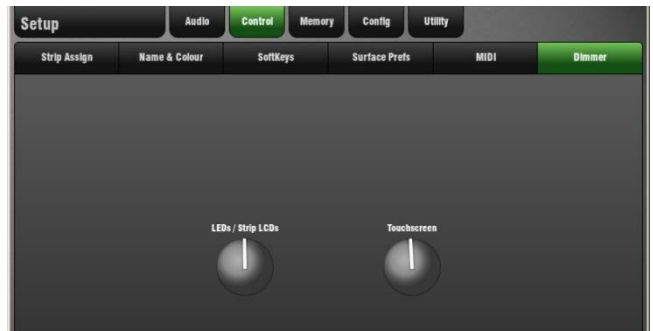 Setup Audio Control Memory Config Utility
Strip Assign Name & Colour SoftKeys Surface Prefs MIDI Dimmer
LEDs / Strip LCDs Touchscreen